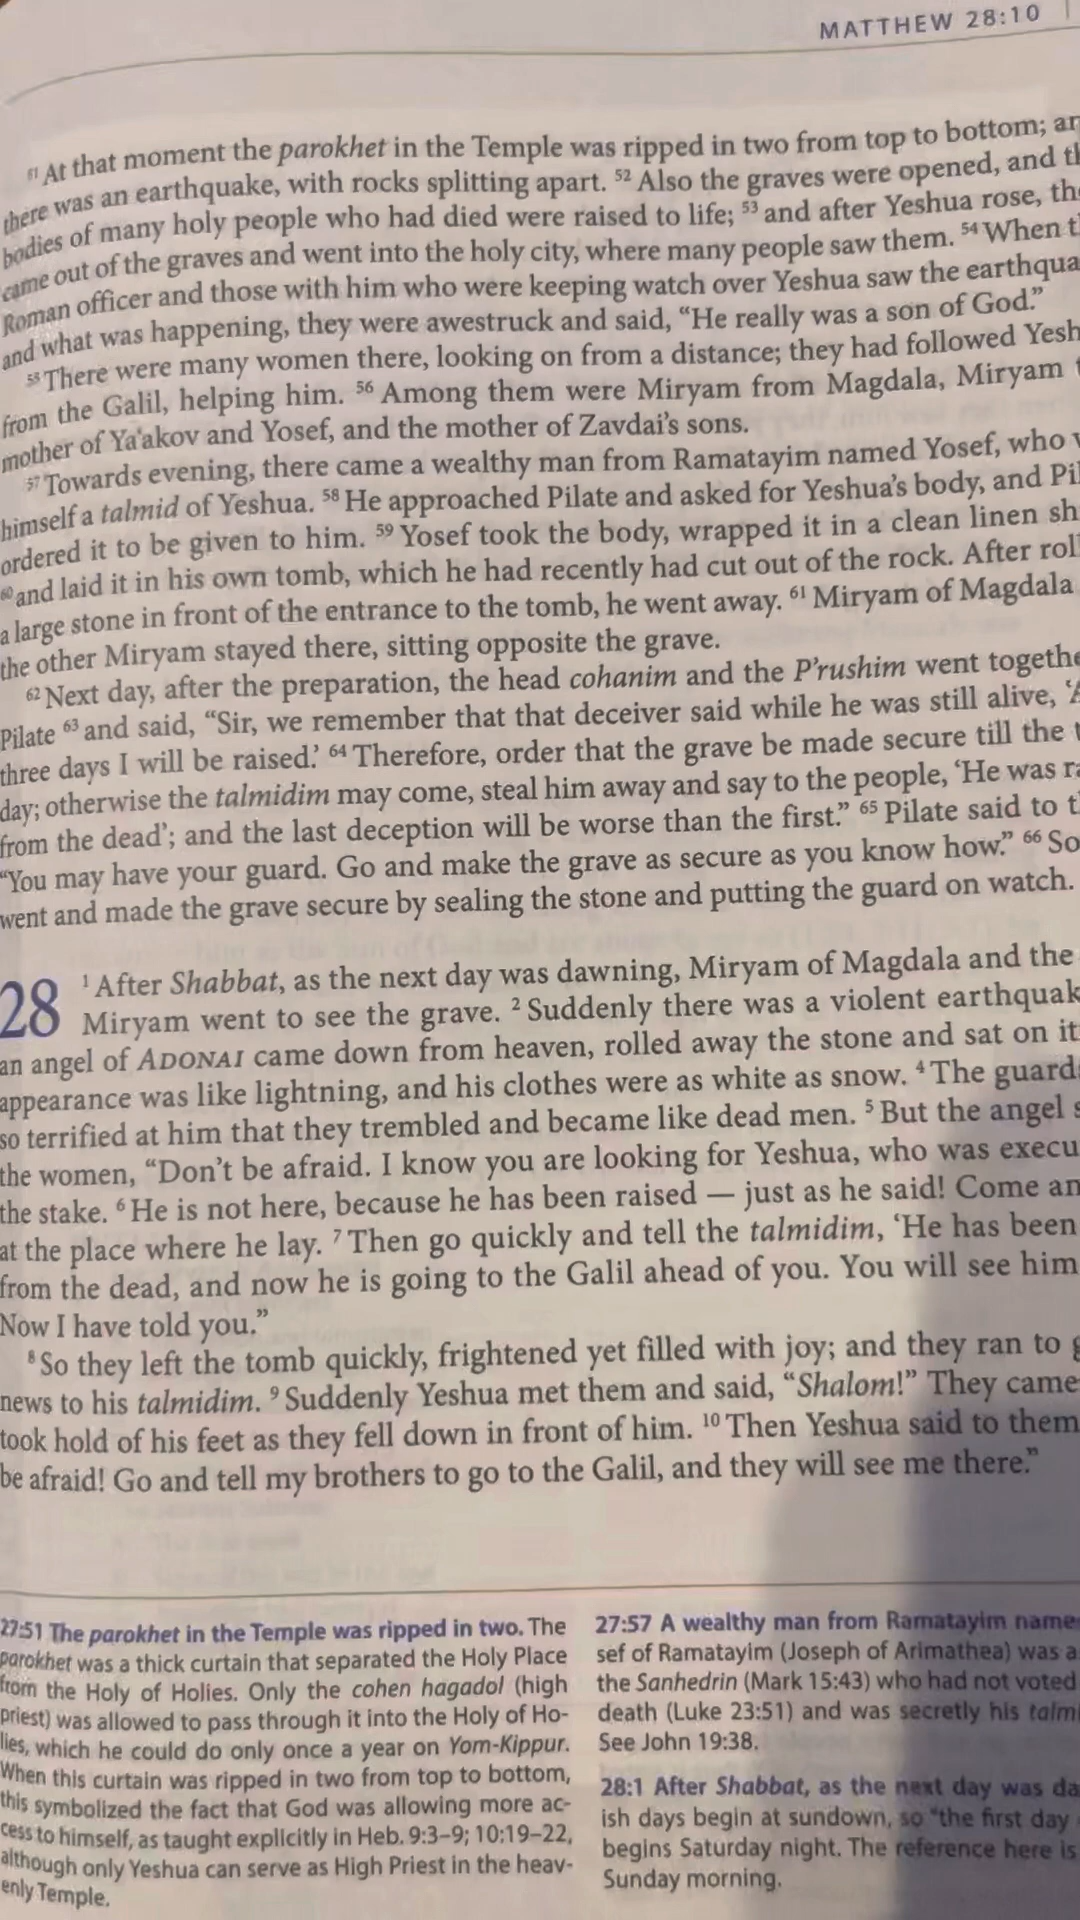 MATTHEW 28:10
51 At that moment the parokhet in the Temple was ripped in two from top to bottom;
there was an earthquake, with rocks splitting apart. 52 Also the graves were opened, and
bodies of many holy people who had died were raised to life; 53 and after Yeshua rose,
came out of the graves and went into the holy city, where many people saw them. 54 When
Roman officer and those with him who were keeping watch over Yeshua saw the
and what was happening, they were awestruck and said, “He really was a son of God.”
55 There were many women there, looking on from a distance; they had followed
from the Galil, helping him. 56 Among them were Miryam from Magdala, Miryam
mother of Ya‘akov and Yosef, and the mother of Zavdai’s sons.
57 Towards evening, there came a wealthy man from Ramatayim named Yosef, who
himself a talmid of Yeshua. 58 He approached Pilate and asked for Yeshua’s body, and
ordered it to be given to him. 59 Yosef took the body, wrapped it in a clean linen
60 and laid it in his own tomb, which he had recently had cut out of the rock. After
a large stone in front of the entrance to the tomb, he went away. 61 Miryam of Magdala
the other Miryam stayed there, sitting opposite the grave.
62 Next day, after the preparation, the head cohanim and the P’rushim went
Pilate 63 and said, “Sir, we remember that that deceiver said while he was still alive,
three days I will be raised.’ 64 Therefore, order that the grave be made secure till the
day; otherwise the talmidim may come, steal him away and say to the people, ‘He was
from the dead’; and the last deception will be worse than the first.” 65 Pilate said to
“You may have your guard. Go and make the grave as secure as you know how.” 66 So
went and made the grave secure by sealing the stone and putting the guard on watch.
28 1 After Shabbat, as the next day was dawning, Miryam of Magdala and the
Miryam went to see the grave. 2 Suddenly there was a violent
an angel of ADONAI came down from heaven, rolled away the stone and sat on it
appearance was like lightning, and his clothes were as white as snow. 4 The
so terrified at him that they trembled and became like dead men. 5 But the angel
the women, “Don’t be afraid. I know you are looking for Yeshua, who was
the stake. 6 He is not here, because he has been raised — just as he said! Come
at the place where he lay. 7 Then go quickly and tell the talmidim, ‘He has been
from the dead, and now he is going to the Galil ahead of you. You will see him
Now I have told you.”
8 So they left the tomb quickly, frightened yet filled with joy; and they ran to
news to his talmidim. 9 Suddenly Yeshua met them and said, “Shalom!” They came
took hold of his feet as they fell down in front of him. 10 Then Yeshua said to them
be afraid! Go and tell my brothers to go to the Galil, and they will see me there.”
27:51 The parokhet in the Temple was ripped in two. The
parokhet was a thick curtain that separated the Holy Place
from the Holy of Holies. Only the cohen hagadol (high
priest) was allowed to pass through it into the Holy of Ho-
lies, which he could do only once a year on Yom-Kippur.
When this curtain was ripped in two from top to bottom,
this symbolized the fact that God was allowing more ac-
cess to himself, as taught explicitly in Heb. 9:3–9; 10:19–22,
although only Yeshua can serve as High Priest in the heav-
enly Temple.
27:57 A wealthy man from Ramatayim
sef of Ramatayim (Joseph of Arimathea) was a
the Sanhedrin (Mark 15:43) who had not voted
death (Luke 23:51) and was secretly his
See John 19:38.
28:1 After Shabbat, as the next day was
ish days begin at sundown, so “the first day
begins Saturday night. The reference here is
Sunday morning.